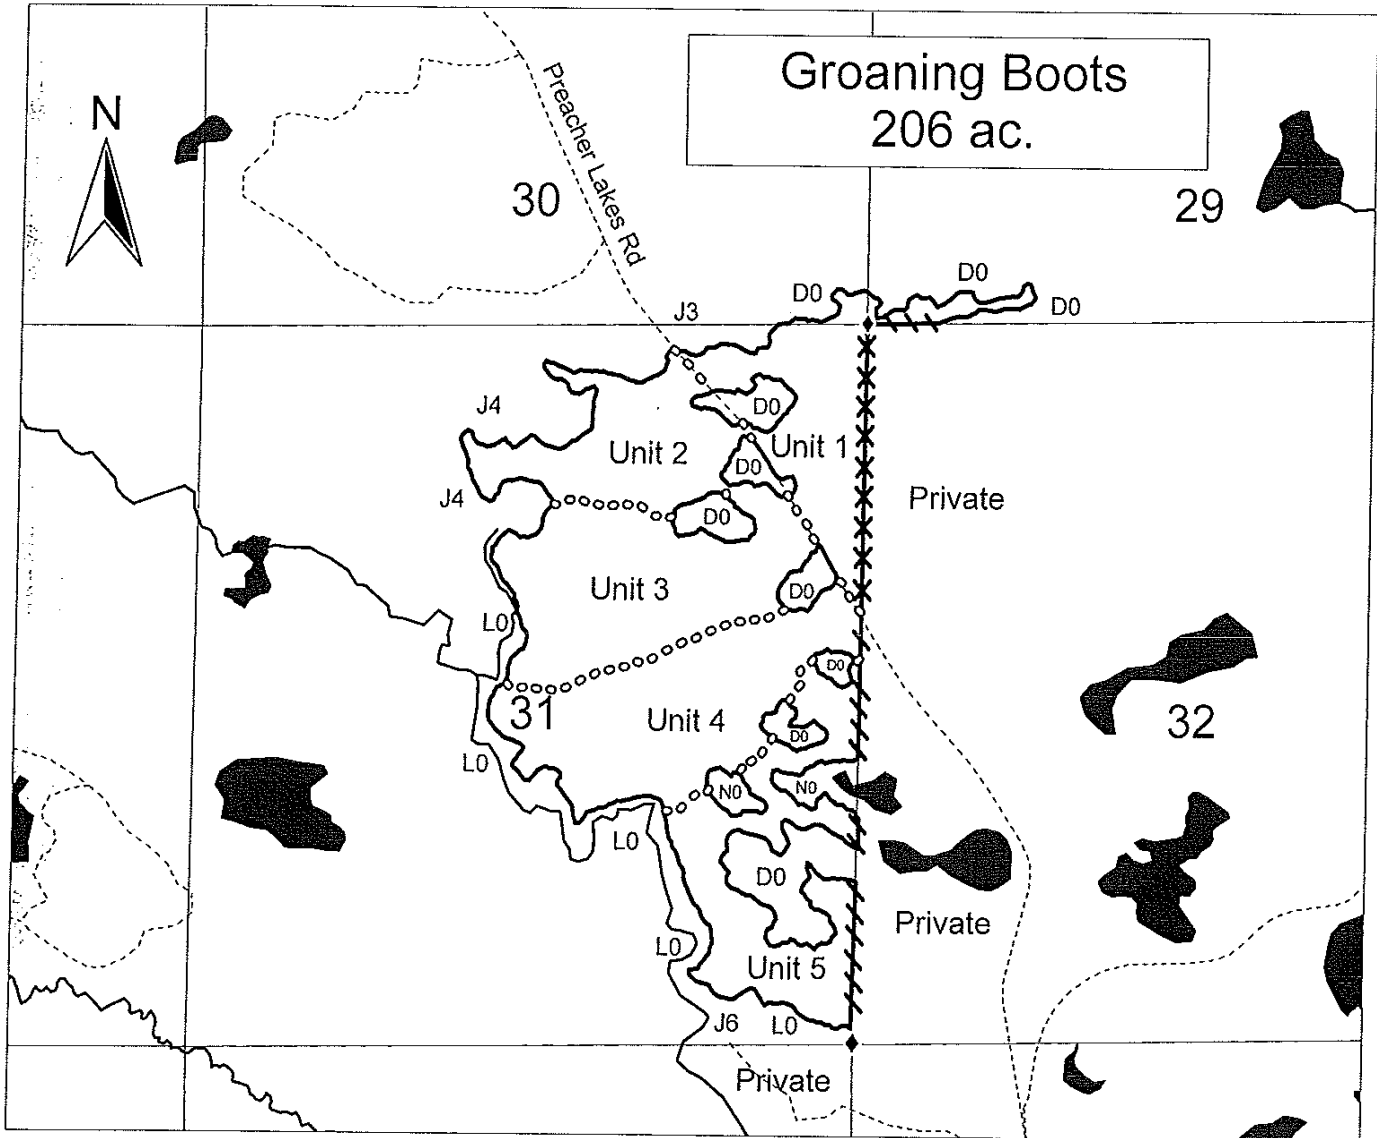 Groaning Boots
206 ac.
N
Preacher Lakes Rd
30
29
D0
D0
D0
J3
J4
D0
Unit 2
Unit 1
D0
J4
D0
Private
Unit 3
D0
L0
D0
31
Unit 4
32
D0
L0
N0
N0
L0
D0
Private
L0
Unit 5
J6
L0
Private